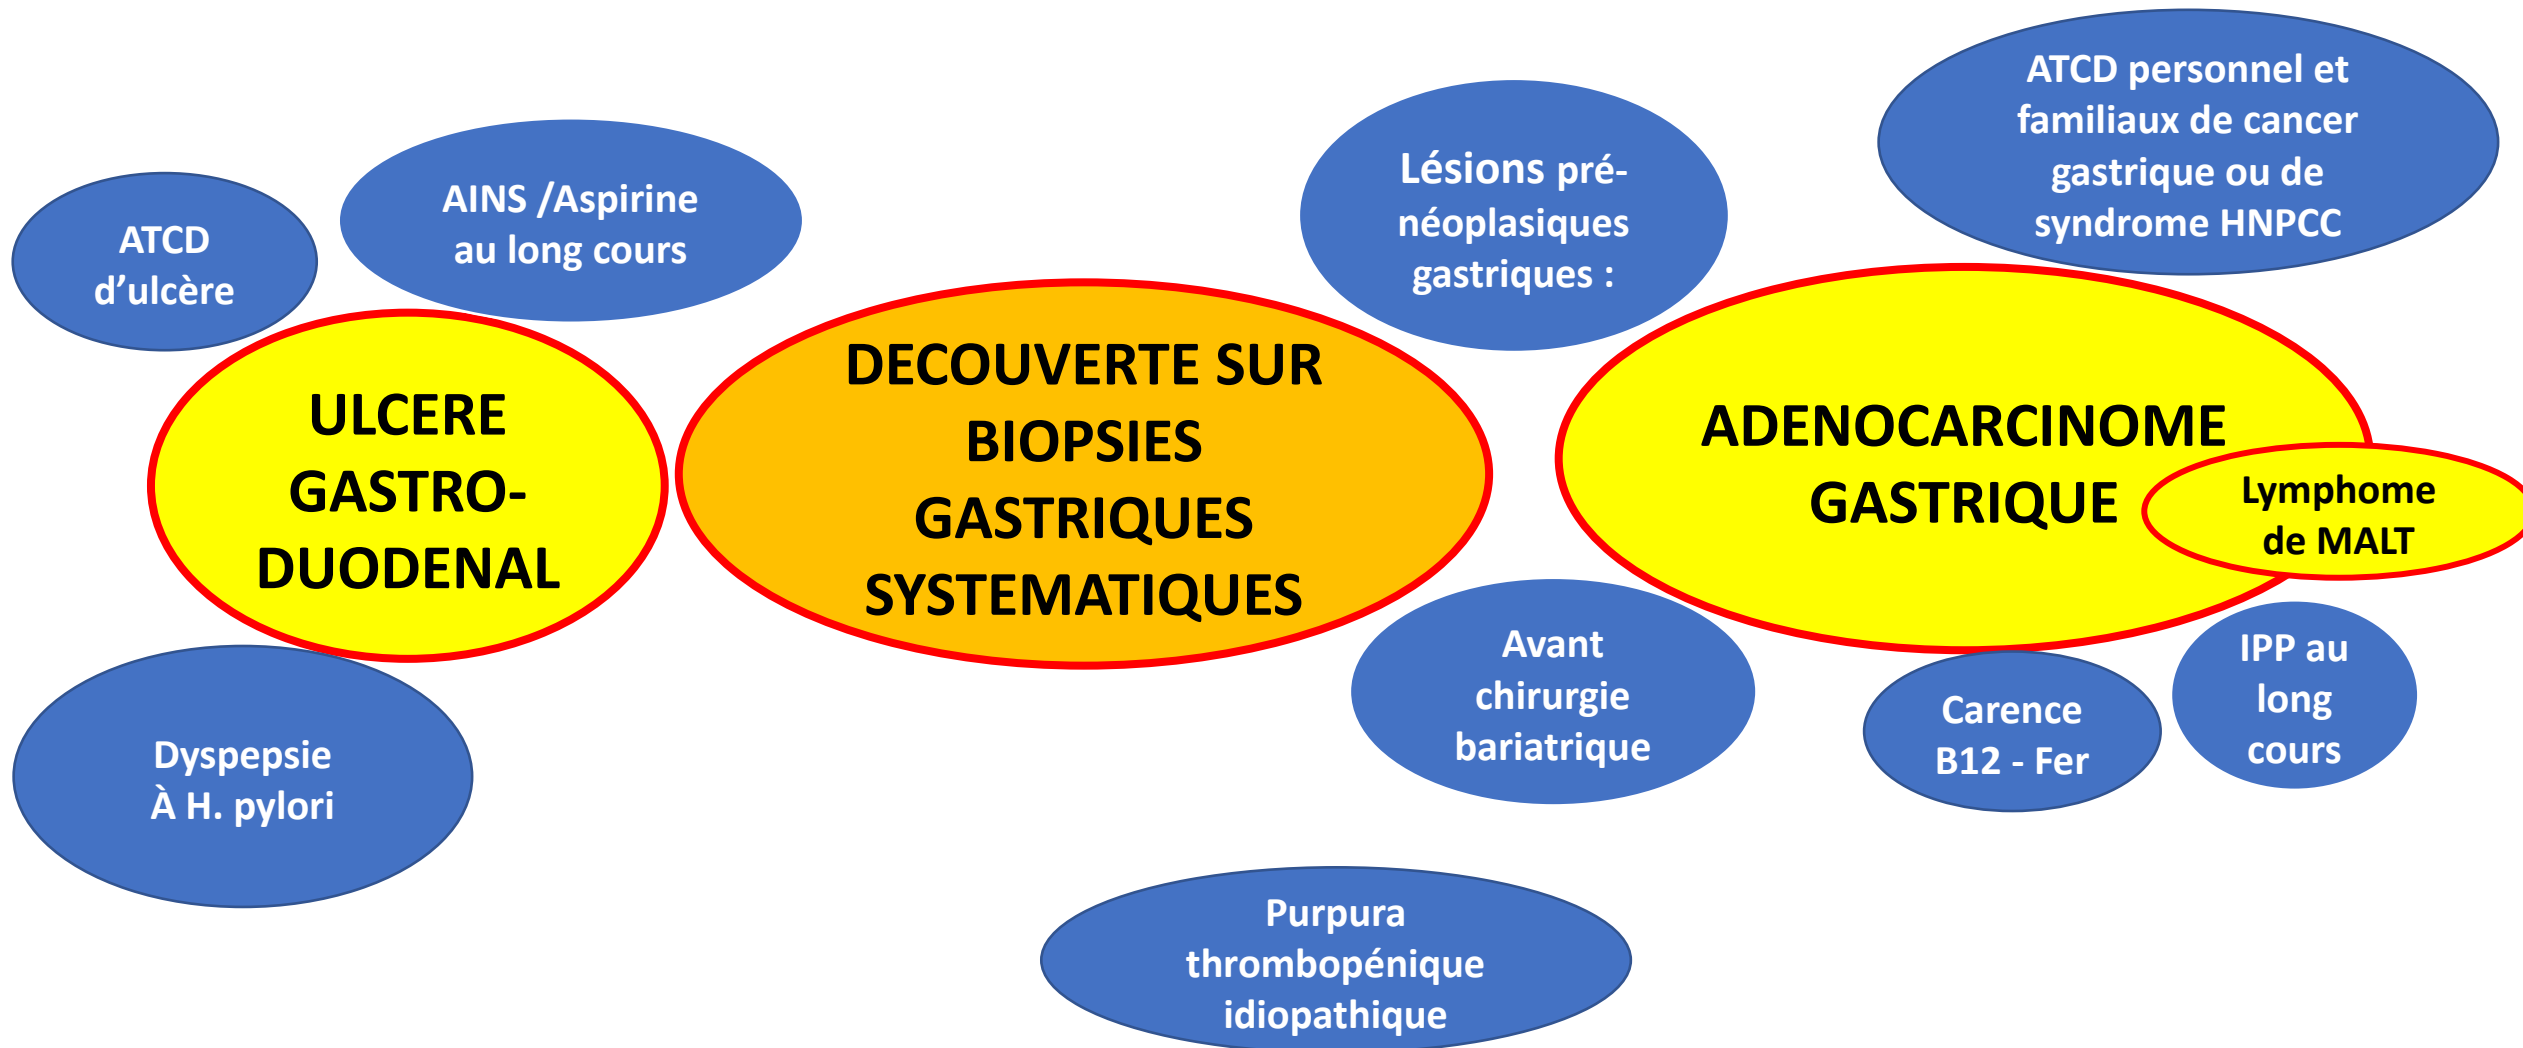 ATCD
d’ulcère
AINS /Aspirine
au long cours
Lésions pré-
néoplasiques
gastriques :
ATCD personnel et
familiaux de cancer
gastrique ou de
syndrome HNPCC
ULCERE
GASTRO-
DUODENAL
DECOUVERTE SUR
BIOPSIES
GASTRIQUES
SYSTEMATIQUES
ADENOCARCINOME
GASTRIQUE
Lymphome
de MALT
Dyspepsie
À H. pylori
Avant
chirurgie
bariatrique
Carence
B12 - Fer
IPP au
long
cours
Purpura
thrombopénique
idiopathique